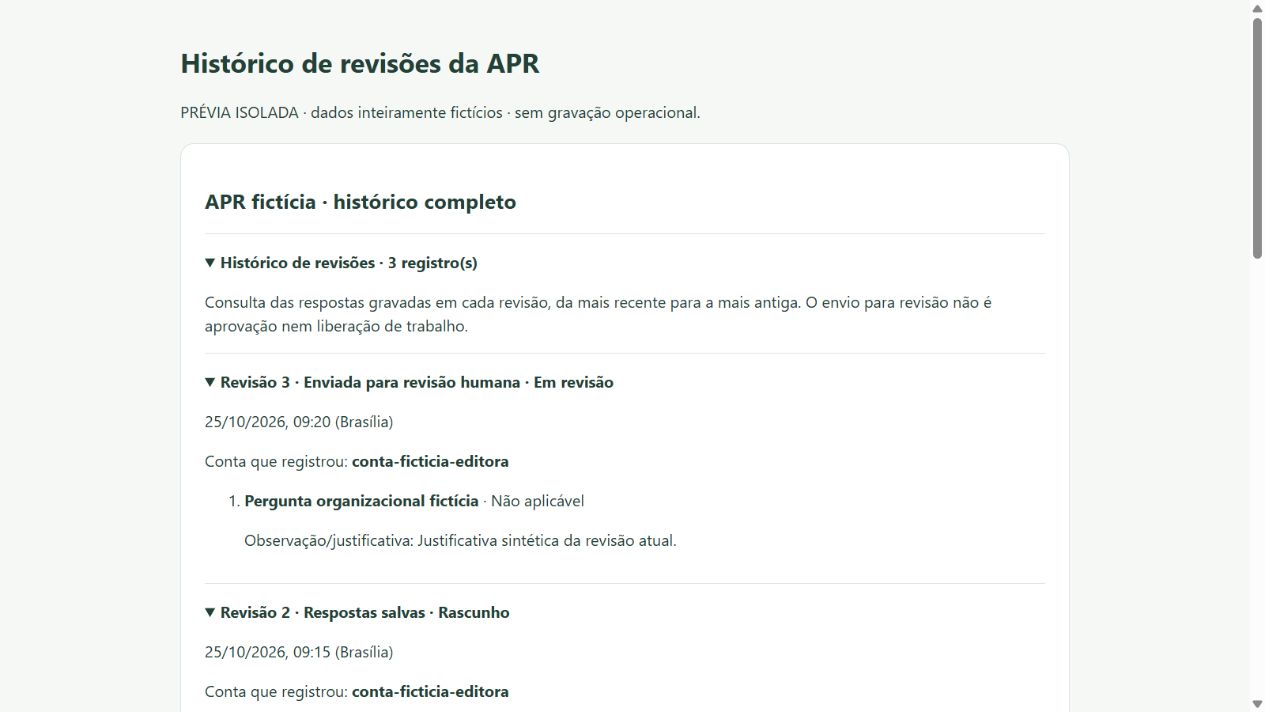 Histórico de revisões da APR
PRÉVIA ISOLADA · dados inteiramente fictícios · sem gravação operacional.
APR fictícia · histórico completo
▼ Histórico de revisões · 3 registro(s)
Consulta das respostas gravadas em cada revisão, da mais recente para a mais antiga. O envio para revisão não é
aprovação nem liberação de trabalho.
▼ Revisão 3 · Enviada para revisão humana · Em revisão
25/10/2026, 09:20 (Brasília)
Conta que registrou: conta-ficticia-editora
1. Pergunta organizacional fictícia · Não aplicável
Observação/justificativa: Justificativa sintética da revisão atual.
▼ Revisão 2 · Respostas salvas · Rascunho
25/10/2026, 09:15 (Brasília)
Conta que registrou: conta-ficticia-editora